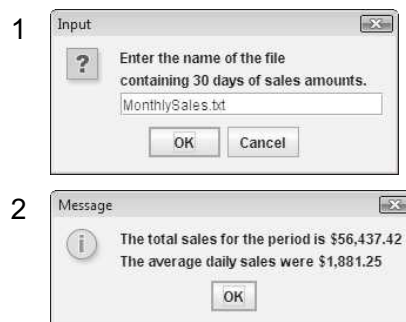 1
Input
?
Enter the name of the file
containing 30 days of sales amounts.
MonthlySales.txt
OK Cancel
2
Message
i
The total sales for the period is $56,437.42
The average daily sales were $1,881.25
OK